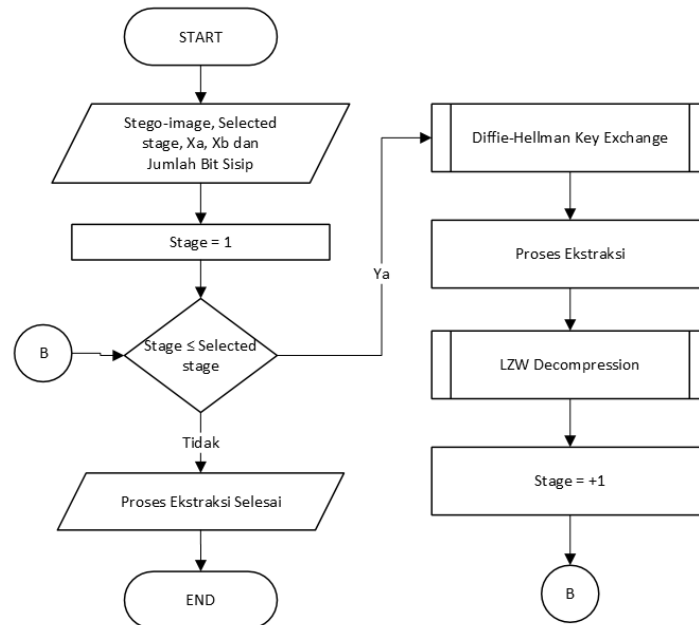 START
Stego-image, Selected
stage, Xa, Xb dan
Jumlah Bit Sisip
Stage = 1
B
Stage ≤ Selected
stage
Ya
Tidak
Proses Ekstraksi Selesai
END
Diffie-Hellman Key Exchange
Proses Ekstraksi
LZW Decompression
Stage = +1
B